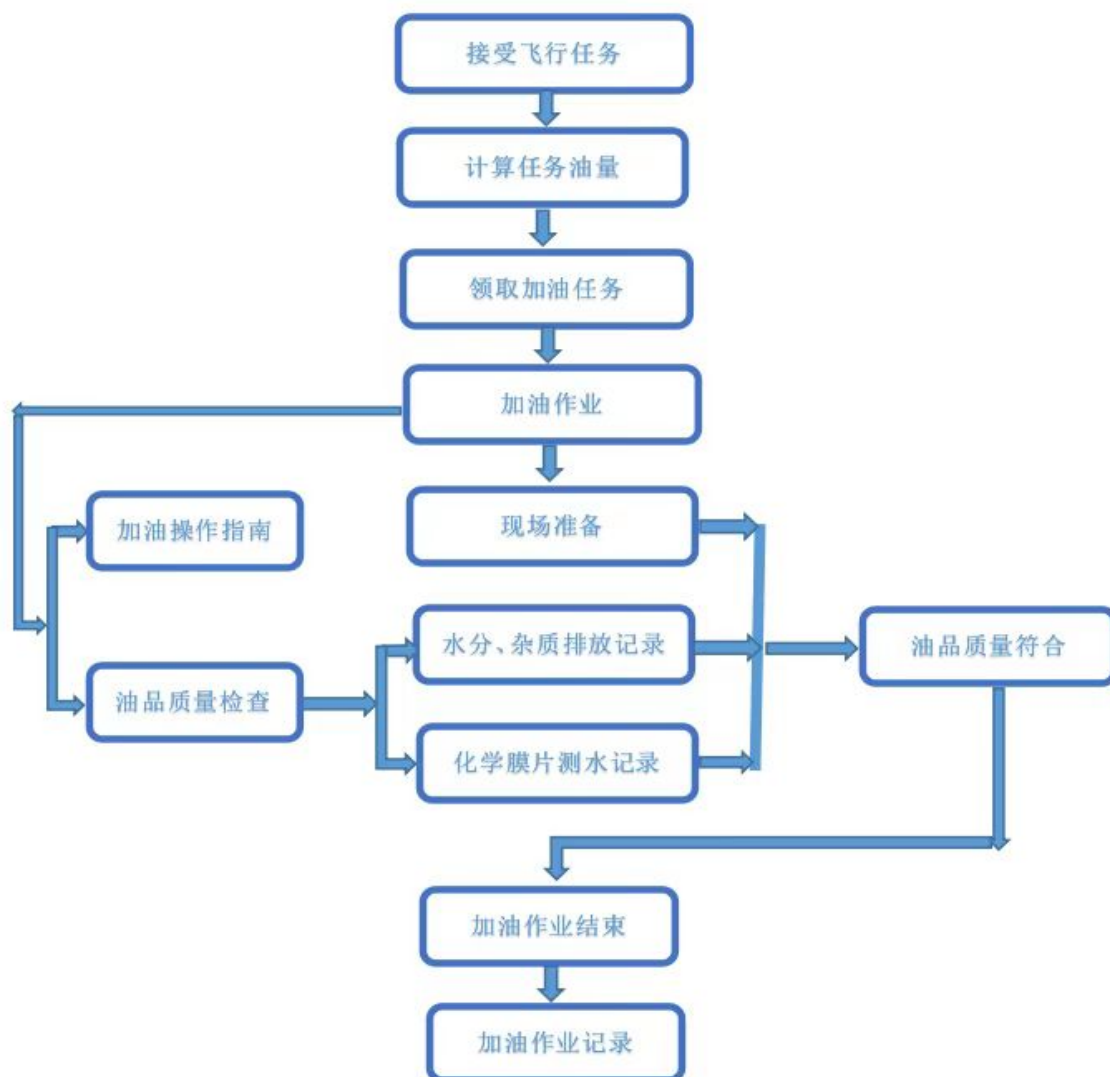 接受飞行任务
计算任务油量
领取加油任务
加油作业
加油操作指南
现场准备
水分、杂质排放记录
油品质量符合
油品质量检查
化学膜片测水记录
加油作业结束
加油作业记录